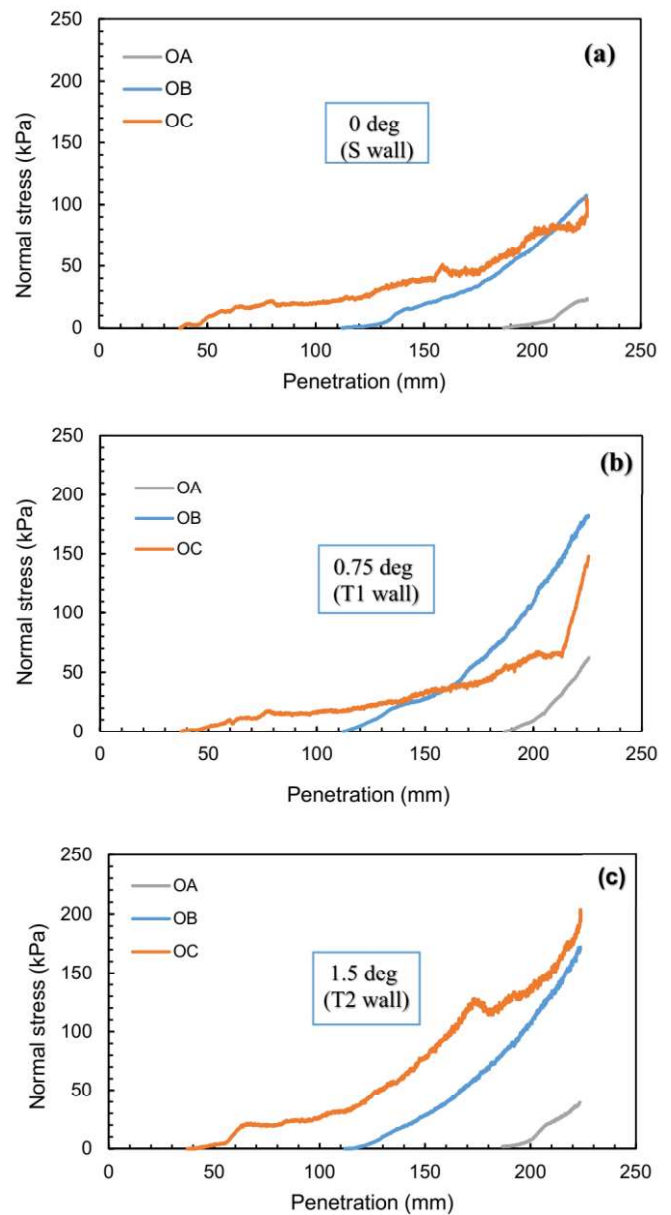 250
200
150
100
50
0
Normal stress (kPa)
OA
OB
OC
(a)
0 deg
(S wall)
0 50 100 150 200 250
Penetration (mm)
250
200
150
100
50
0
Normal stress (kPa)
OA
OB
OC
(b)
0.75 deg
(T1 wall)
0 50 100 150 200 250
Penetration (mm)
250
200
150
100
50
0
Normal stress (kPa)
OA
OB
OC
(c)
1.5 deg
(T2 wall)
0 50 100 150 200 250
Penetration (mm)